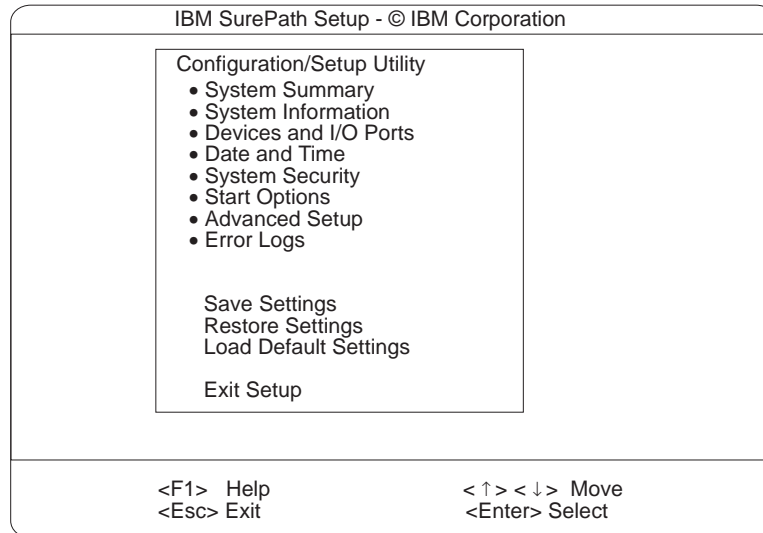 IBM SurePath Setup - © IBM Corporation
Configuration/Setup Utility
• System Summary
• System Information
• Devices and I/O Ports
• Date and Time
• System Security
• Start Options
• Advanced Setup
• Error Logs
Save Settings
Restore Settings
Load Default Settings
Exit Setup
<F1> Help < ↑ > < ↓ > Move
<Esc> Exit <Enter> Select